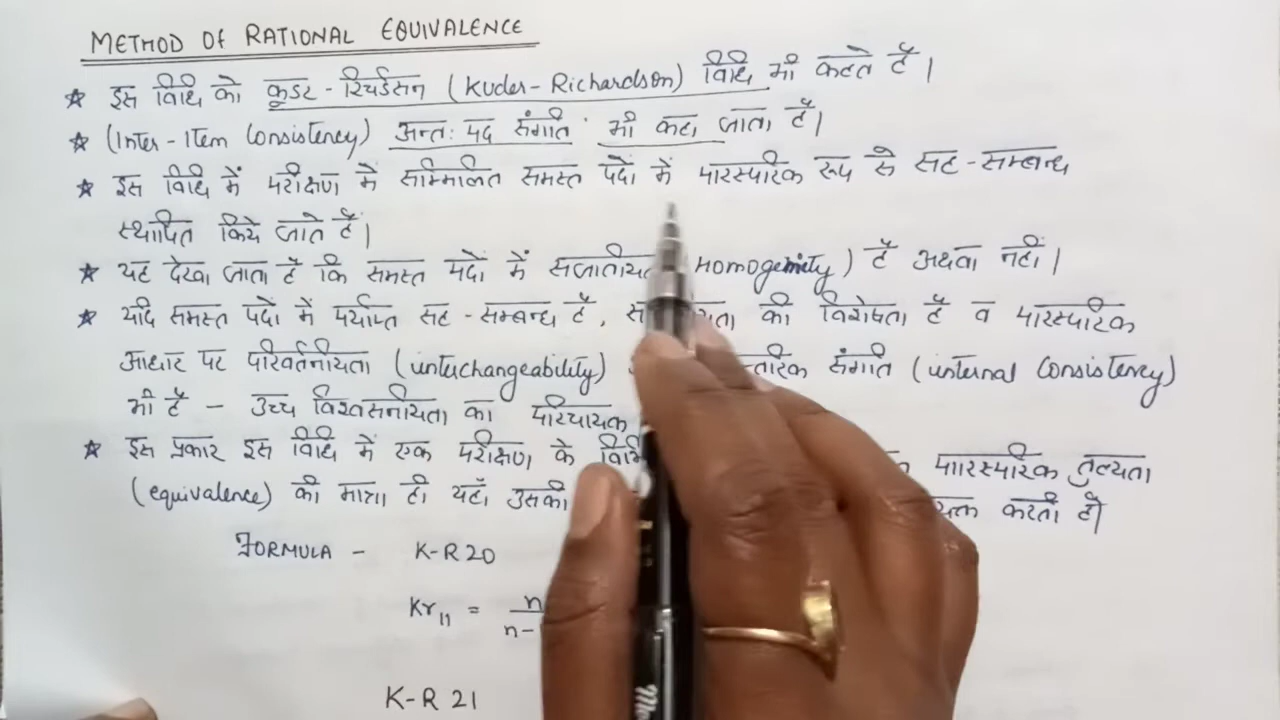 METHOD OF RATIONAL EQUIVALENCE
★ इस विधि को कूडर - रिचर्डसन (Kuder-Richardson) विधि भी कहते हैं।
★ (Inter-Item Consistency) अन्तः पद संगति भी कहा जाता है।
★ इस विधि में परीक्षण में सम्मिलित समस्त पदों में पारस्परिक रूप से सह-सम्बन्ध
स्थापित किये जाते हैं।
★ यह देखा जाता है कि समस्त पदों में (Homogeneity) है अथवा नहीं।
★ यदि समस्त पदों में पर्याप्त सह-सम्बन्ध है, की विशेषता है व पारस्परिक
आधार पर परिवर्तनीयता (interchangeability) संगति (internal Consistency)
भी है - उच्च विश्वसनीयता का परिचायक
★ इस प्रकार इस विधि में एक परीक्षण के पारस्परिक तुल्यता
(equivalence) की मात्रा ही यहाँ उसकी करती है।
FORMULA - K-R 20
Kr₁₁ = n
n-
K-R 21